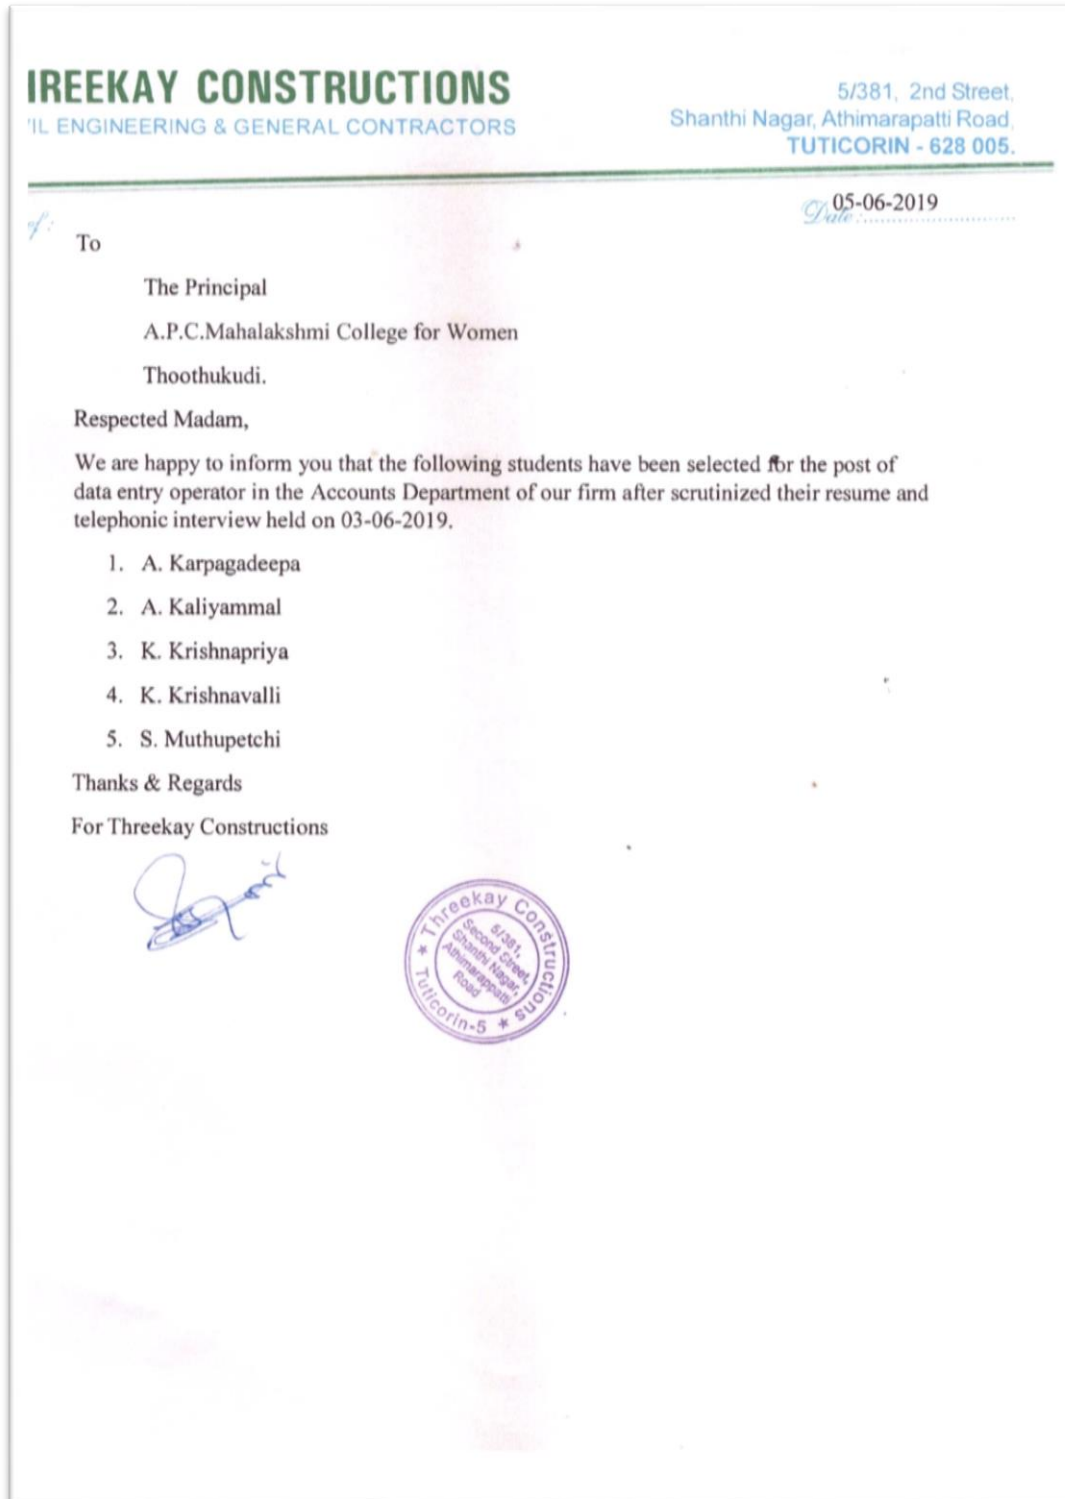 IREEKAY CONSTRUCTIONS
'IL ENGINEERING & GENERAL CONTRACTORS
5/381, 2nd Street,
Shanthi Nagar, Athimarapatti Road,
TUTICORIN - 628 005.
Date : 05-06-2019
f :
To
The Principal
A.P.C.Mahalakshmi College for Women
Thoothukudi.
Respected Madam,
We are happy to inform you that the following students have been selected for the post of
data entry operator in the Accounts Department of our firm after scrutinized their resume and
telephonic interview held on 03-06-2019.
1. A. Karpagadeepa
2. A. Kaliyammal
3. K. Krishnapriya
4. K. Krishnavalli
5. S. Muthupetchi
Thanks & Regards
For Threekay Constructions
Threekay Constructions
5/381,
Second Street,
Shanthi Nagar,
Athimarappatti
Road
★ Tuticorin-5 ★